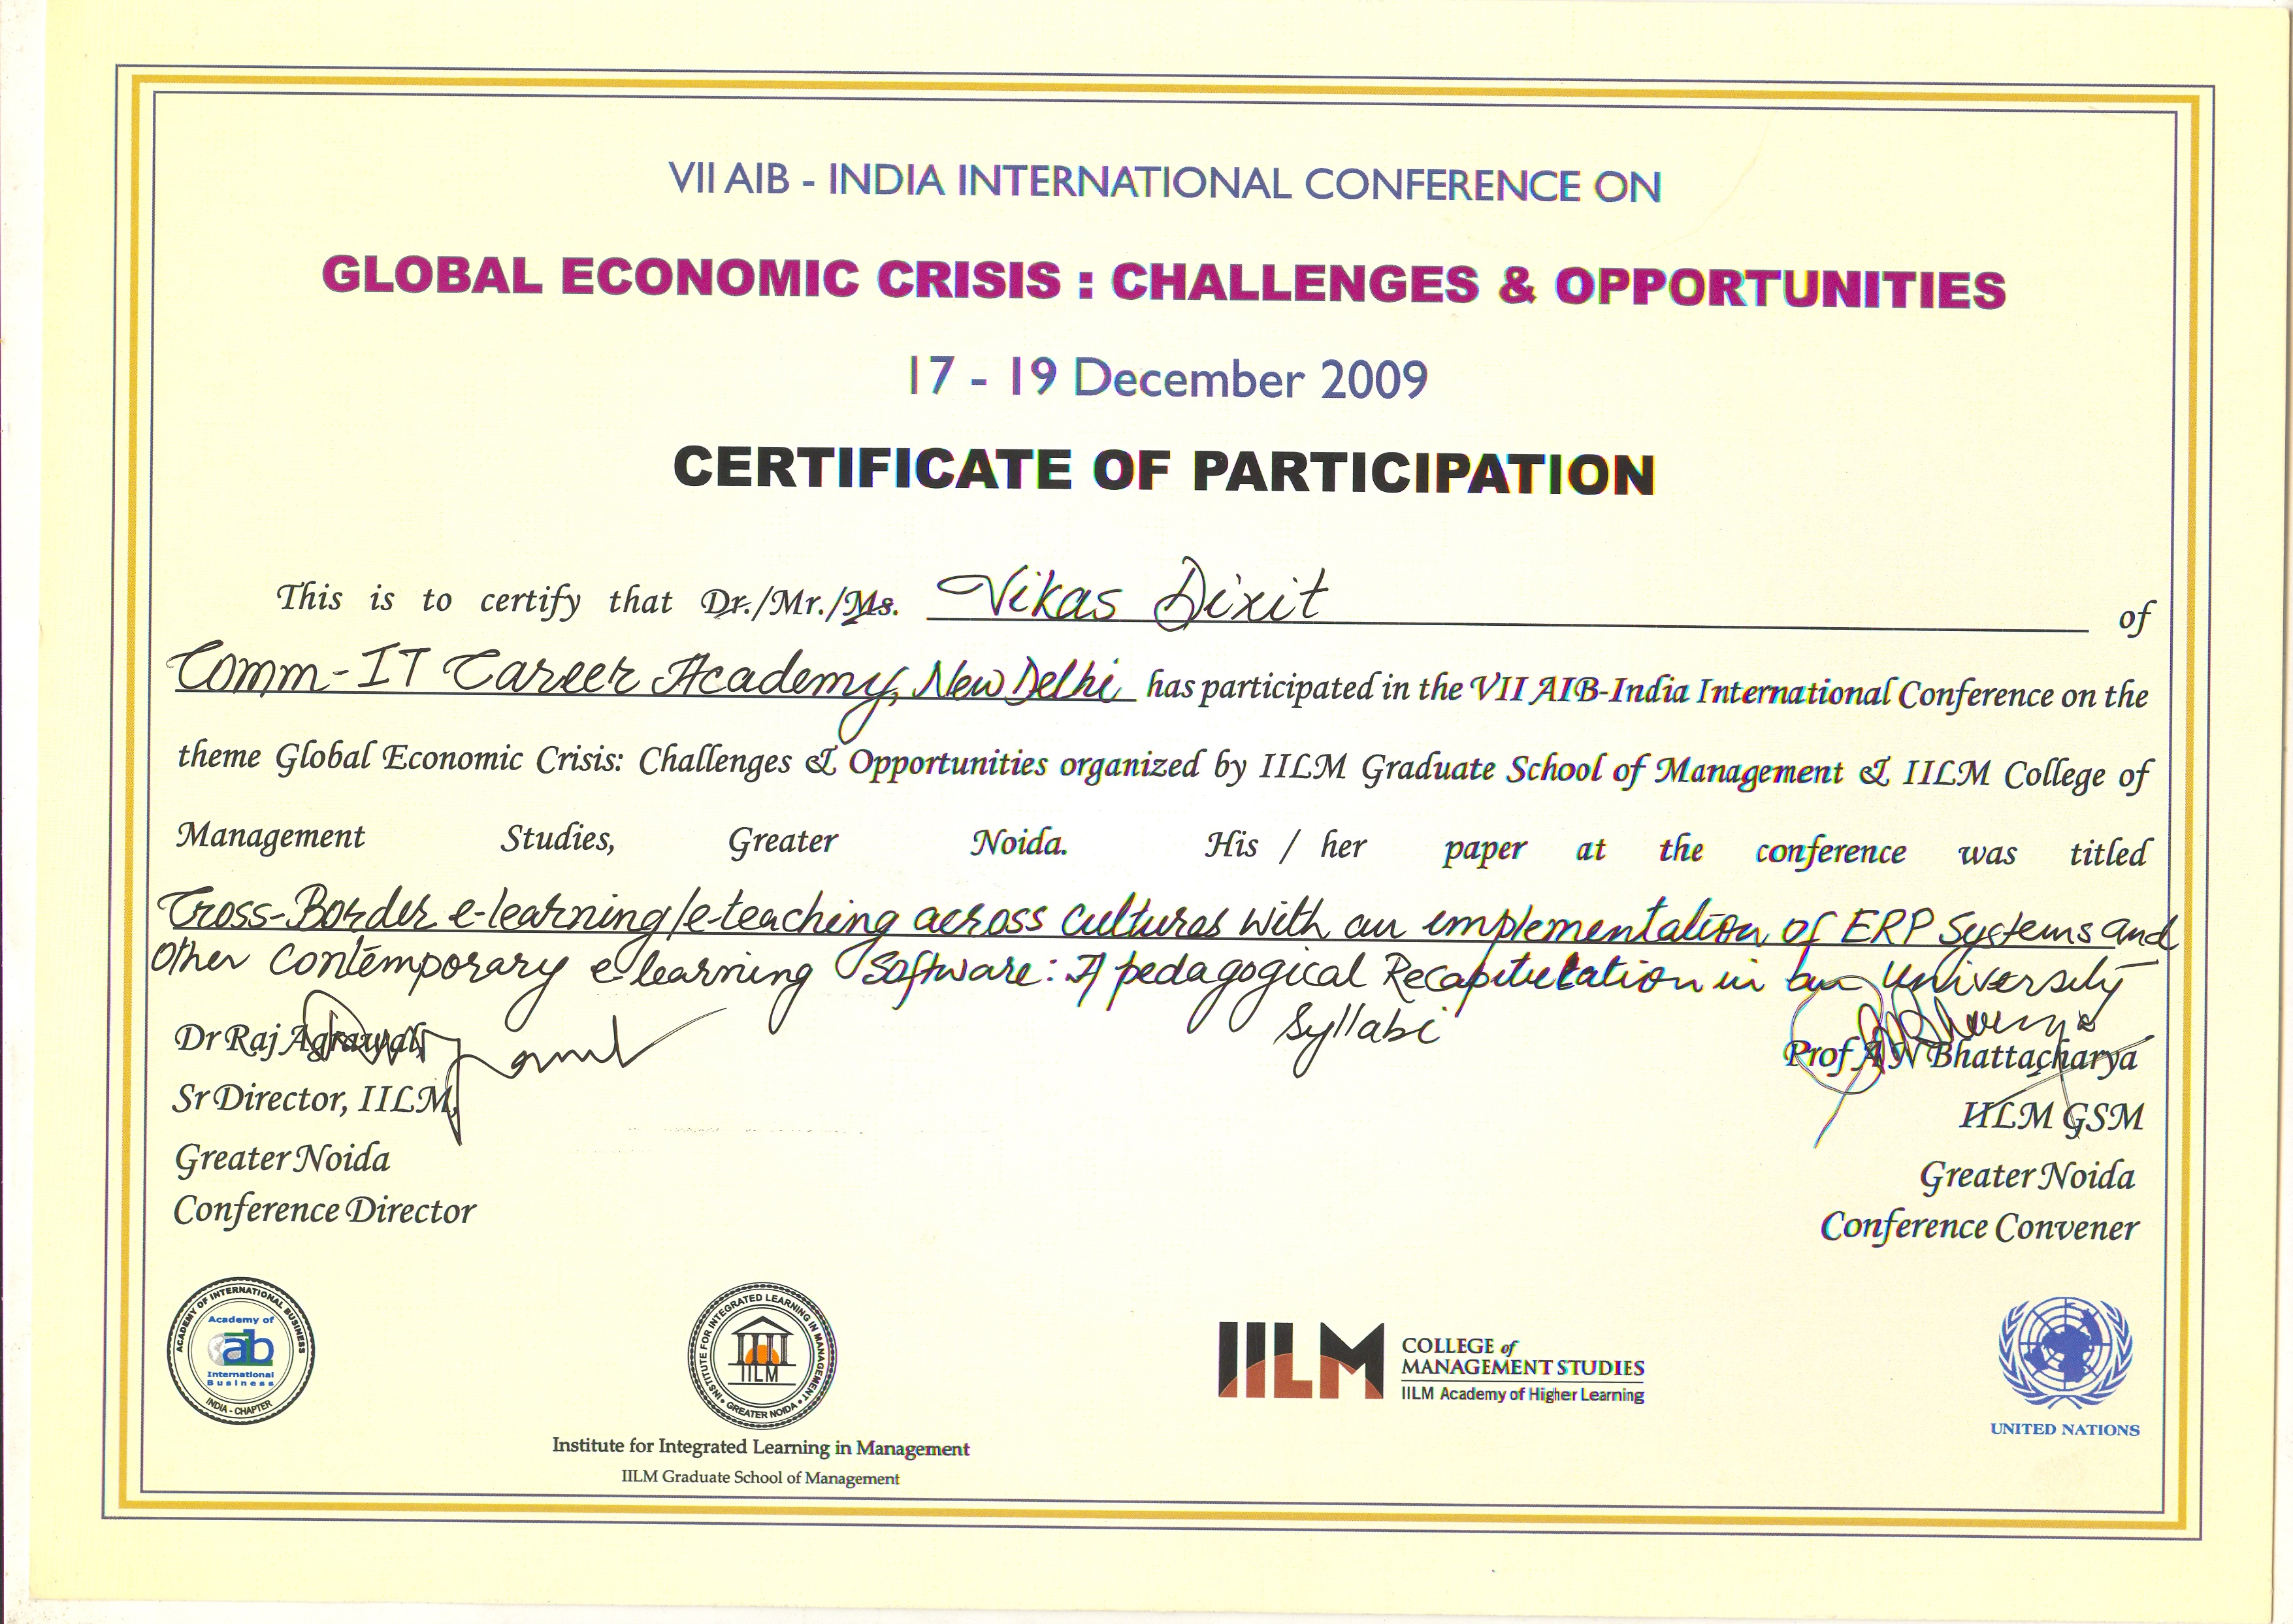 VII AIB - INDIA INTERNATIONAL CONFERENCE ON
GLOBAL ECONOMIC CRISIS : CHALLENGES & OPPORTUNITIES
17 - 19 December 2009
CERTIFICATE OF PARTICIPATION
This is to certify that Dr./Mr./Ms. Vikas Dixit of
Comm-IT Career Academy, New Delhi has participated in the VII AIB-India International Conference on the
theme Global Economic Crisis: Challenges & Opportunities organized by IILM Graduate School of Management & IILM College of
Management Studies, Greater Noida. His / her paper at the conference was titled
Cross-Border e-learning/e-teaching across cultures with an implementation of ERP Systems and
other contemporary e-learning Software: A pedagogical Recapitulation in University
Syllabi
Dr Raj Agrawal,
Sr Director, IILM,
Greater Noida
Conference Director
Prof A N Bhattacharya
IILM GSM
Greater Noida
Conference Convener
ACADEMY OF INTERNATIONAL BUSINESS
Academy of
aib
International
Business
INDIA - CHAPTER
INSTITUTE FOR INTEGRATED LEARNING IN MANAGEMENT
IILM
GREATER NOIDA
Institute for Integrated Learning in Management
IILM Graduate School of Management
IILM
COLLEGE of
MANAGEMENT STUDIES
IILM Academy of Higher Learning
UNITED NATIONS